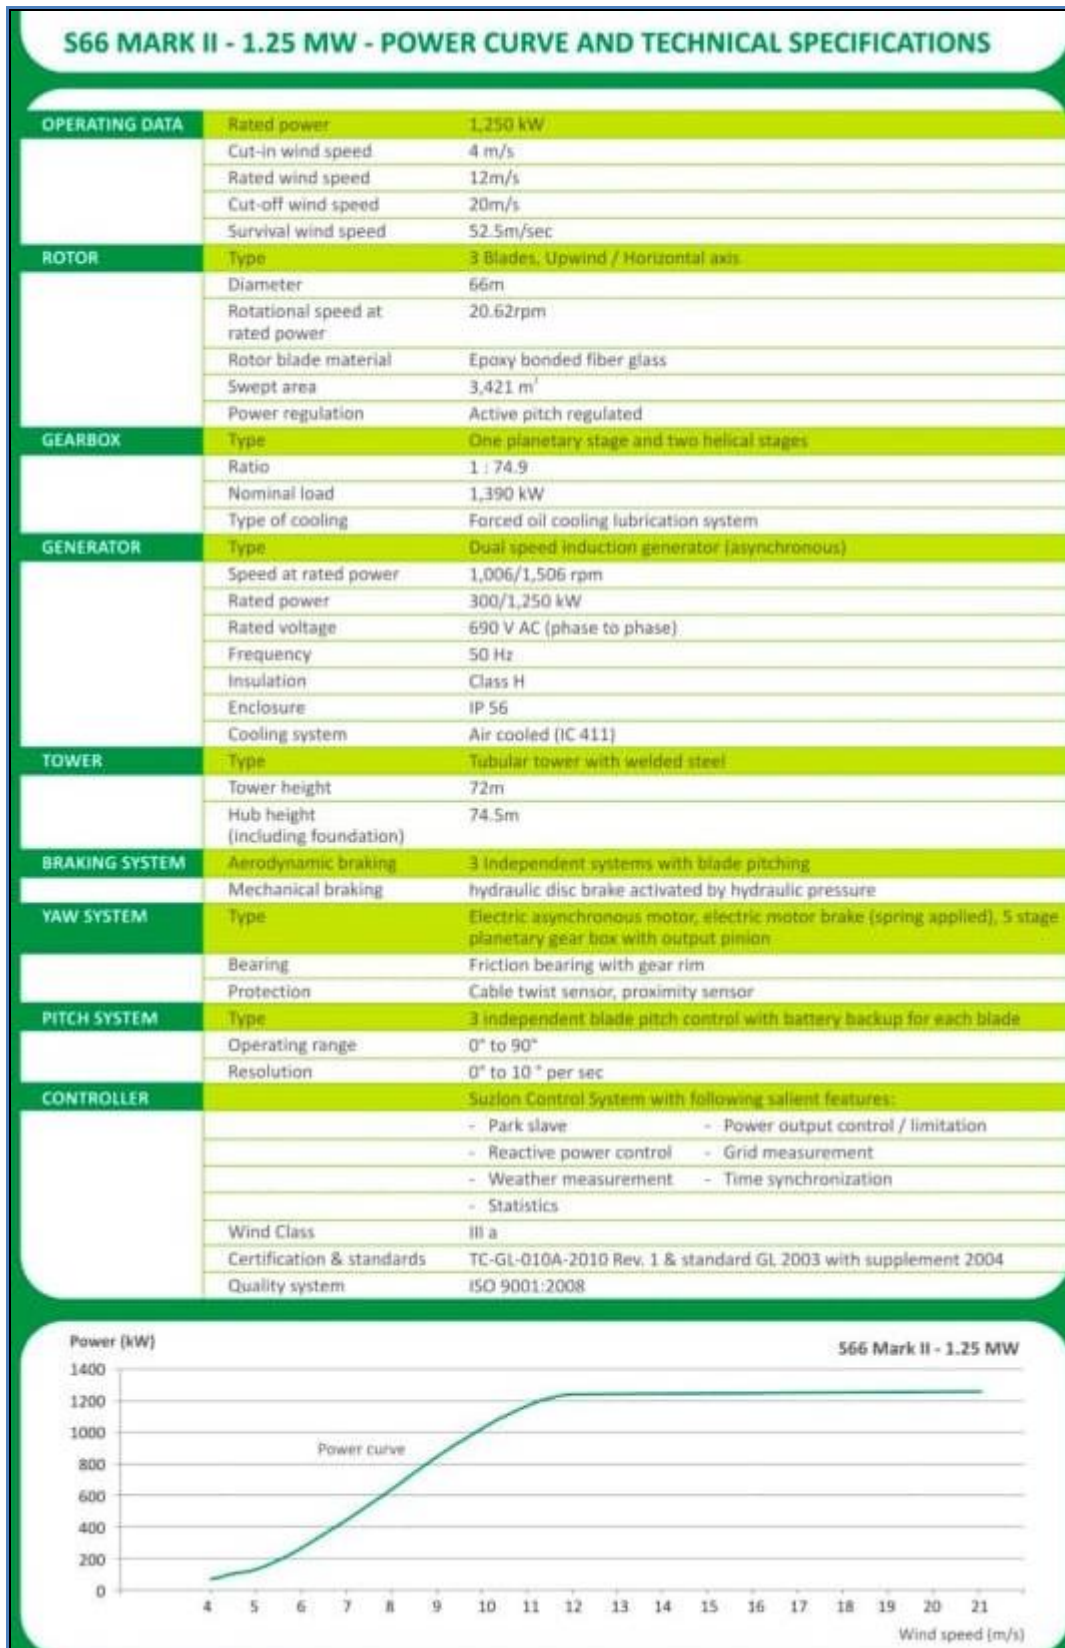 S66 MARK II - 1.25 MW - POWER CURVE AND TECHNICAL SPECIFICATIONS
OPERATING DATA Rated power 1,250 kW
Cut-in wind speed 4 m/s
Rated wind speed 12m/s
Cut-off wind speed 20m/s
Survival wind speed 52.5m/sec
ROTOR Type 3 Blades, Upwind / Horizontal axis
Diameter 66m
Rotational speed at 20.62rpm
rated power
Rotor blade material Epoxy bonded fiber glass
Swept area 3,421 m²
Power regulation Active pitch regulated
GEARBOX Type One planetary stage and two helical stages
Ratio 1 : 74.9
Nominal load 1,390 kW
Type of cooling Forced oil cooling lubrication system
GENERATOR Type Dual speed induction generator (asynchronous)
Speed at rated power 1,006/1,506 rpm
Rated power 300/1,250 kW
Rated voltage 690 V AC (phase to phase)
Frequency 50 Hz
Insulation Class H
Enclosure IP 56
Cooling system Air cooled (IC 411)
TOWER Type Tubular tower with welded steel
Tower height 72m
Hub height 74.5m
(including foundation)
BRAKING SYSTEM Aerodynamic braking 3 Independent systems with blade pitching
Mechanical braking hydraulic disc brake activated by hydraulic pressure
YAW SYSTEM Type Electric asynchronous motor, electric motor brake (spring applied), 5 stage
planetary gear box with output pinion
Bearing Friction bearing with gear rim
Protection Cable twist sensor, proximity sensor
PITCH SYSTEM Type 3 independent blade pitch control with battery backup for each blade
Operating range 0° to 90°
Resolution 0° to 10 ° per sec
CONTROLLER Suzlon Control System with following salient features:
- Park slave - Power output control / limitation
- Reactive power control - Grid measurement
- Weather measurement - Time synchronization
- Statistics
Wind Class III a
Certification & standards TC-GL-010A-2010 Rev. 1 & standard GL 2003 with supplement 2004
Quality system ISO 9001:2008
Power (kW)
S66 Mark II - 1.25 MW
1400
1200
1000
Power curve
800
600
400
200
0
4 5 6 7 8 9 10 11 12 13 14 15 16 17 18 19 20 21
Wind speed (m/s)